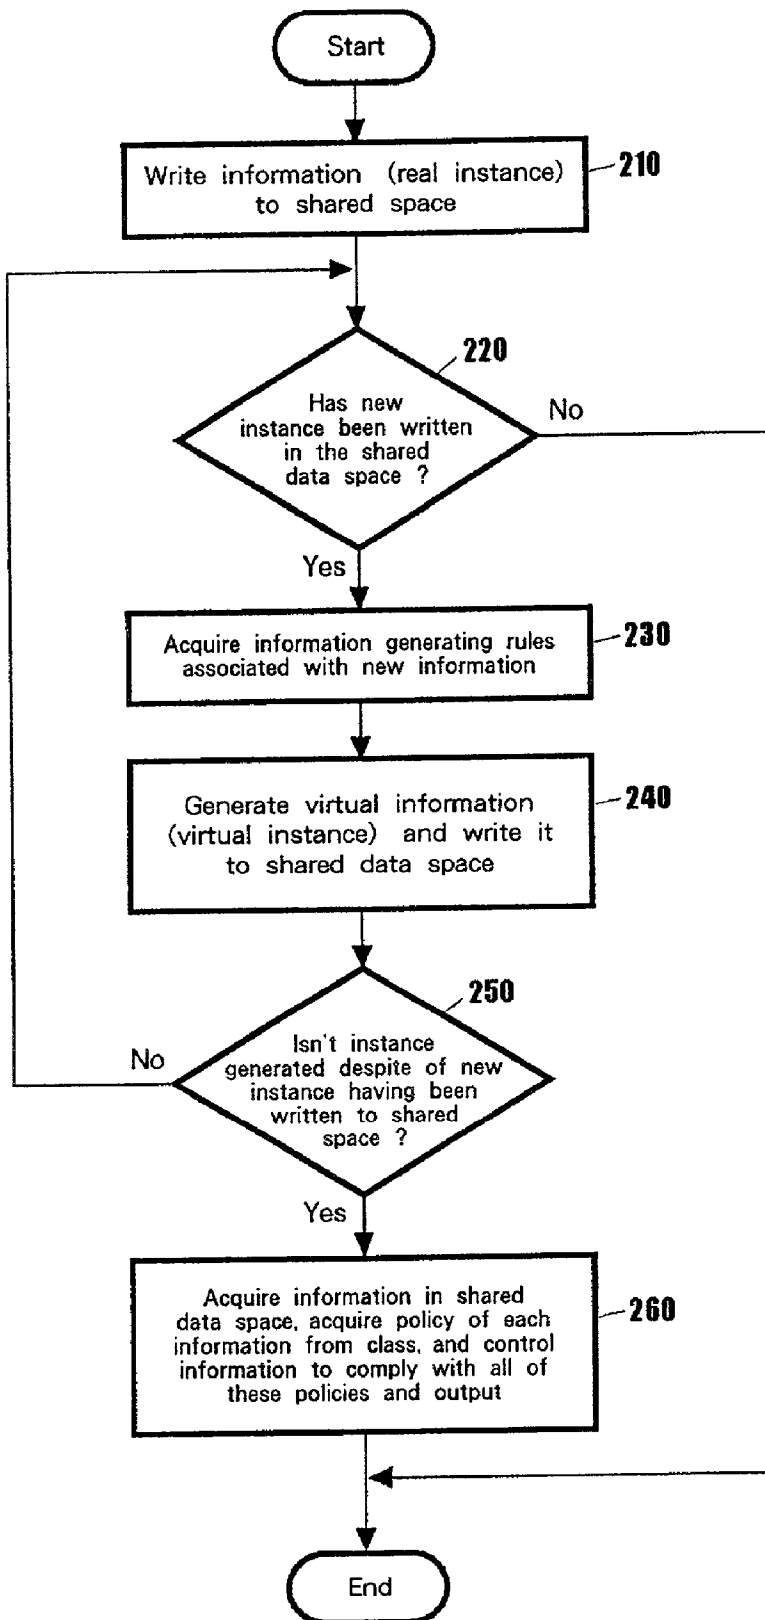 Start
Write information (real instance)
to shared space
210
220
Has new
instance been written
in the shared
data space ?
No
Yes
Acquire information generating rules
associated with new information
230
Generate virtual information
(virtual instance) and write it
to shared data space
240
250
Isn't instance
generated despite of new
instance having been
written to shared
space ?
No
Yes
Acquire information in shared
data space, acquire policy of each
information from class, and control
information to comply with all of
these policies and output
260
End